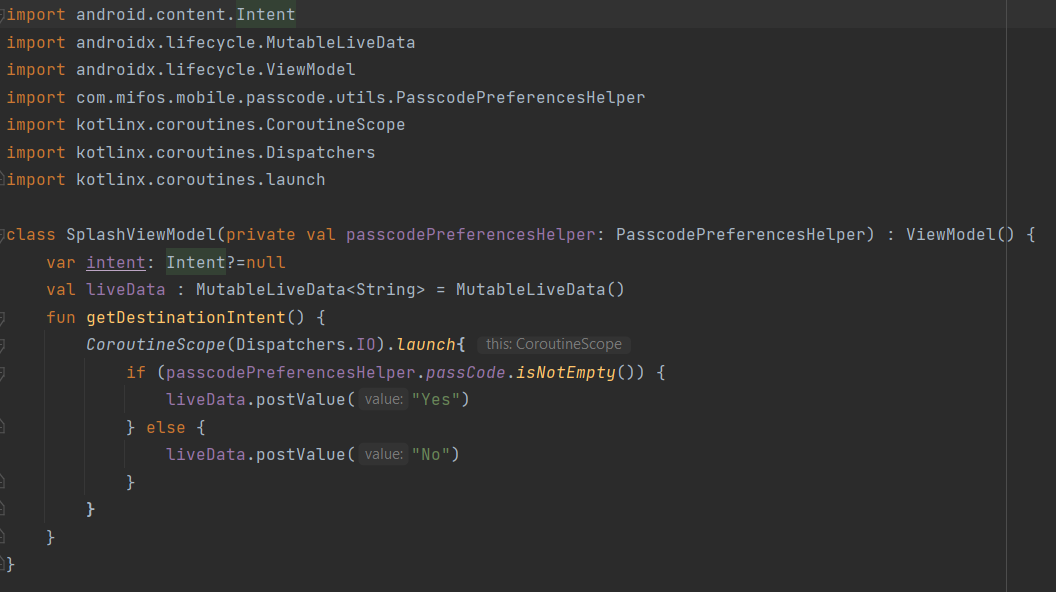 import android.content.Intent
import androidx.lifecycle.MutableLiveData
import androidx.lifecycle.ViewModel
import com.mifos.mobile.passcode.utils.PasscodePreferencesHelper
import kotlinx.coroutines.CoroutineScope
import kotlinx.coroutines.Dispatchers
import kotlinx.coroutines.launch

class SplashViewModel(private val passcodePreferencesHelper: PasscodePreferencesHelper) : ViewModel() {
    var intent: Intent?=null
    val liveData : MutableLiveData<String> = MutableLiveData()
    fun getDestinationIntent() {
        CoroutineScope(Dispatchers.IO).launch{ this: CoroutineScope
            if (passcodePreferencesHelper.passCode.isNotEmpty()) {
                liveData.postValue( value: "Yes")
            } else {
                liveData.postValue( value: "No")
            }
        }
    }
}